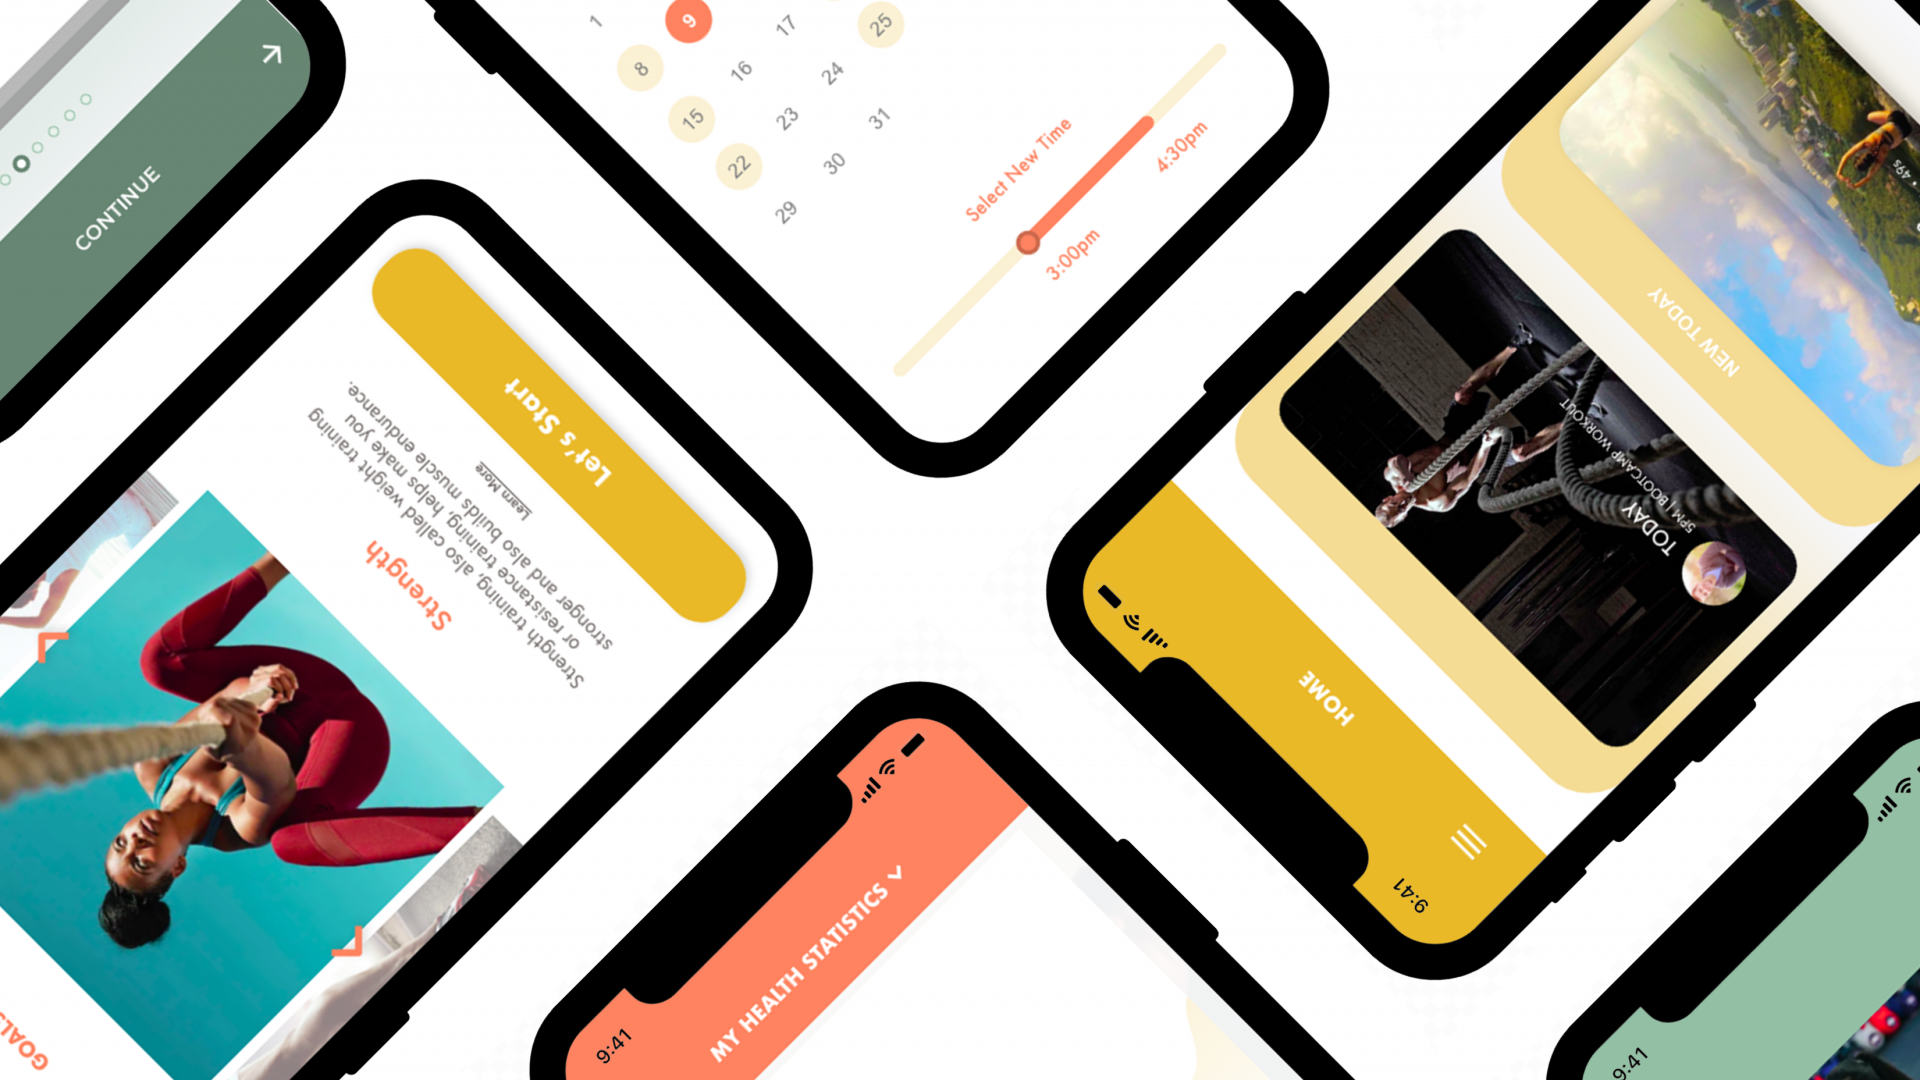 CONTINUE
1
8
15
22
29
9
16
23
30
17
24
31
25
Select New Time
3:00pm
4:30pm
GOALS
Strength
Strength training, also called weight training
or resistance training, helps make you
stronger and also builds muscle endurance.
Learn More
Let's Start
9:41
MY HEALTH STATISTICS
9:41
HOME
TODAY
5PM | BOOTCAMP WORKOUT
NEW TODAY
49s
9:41